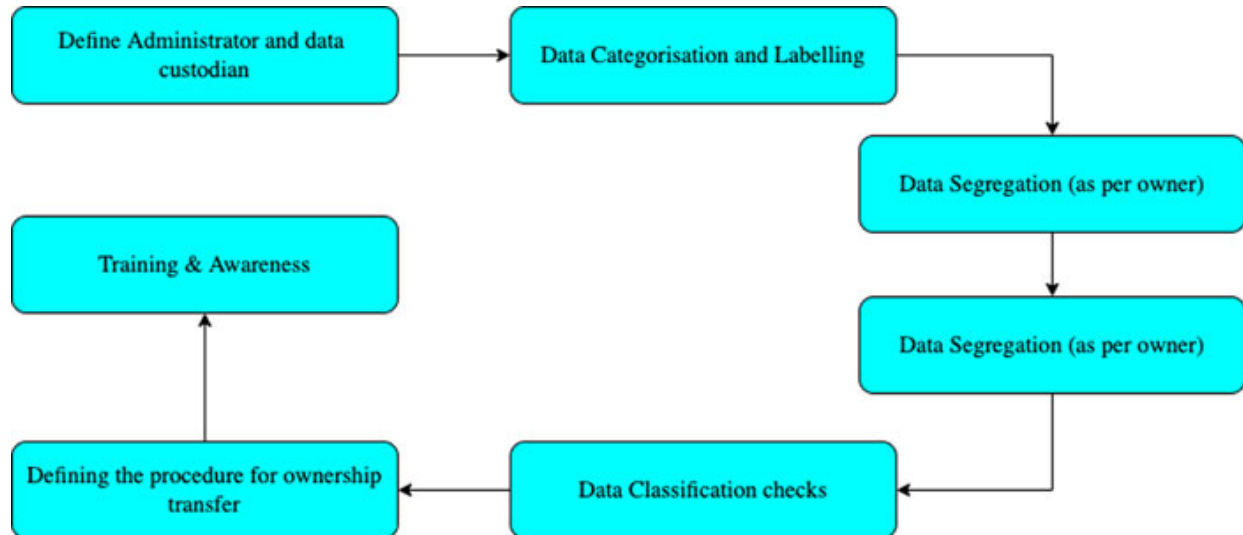 Define Administrator and data
custodian
Data Categorisation and Labelling
Data Segregation (as per owner)
Data Segregation (as per owner)
Data Classification checks
Defining the procedure for ownership
transfer
Training & Awareness